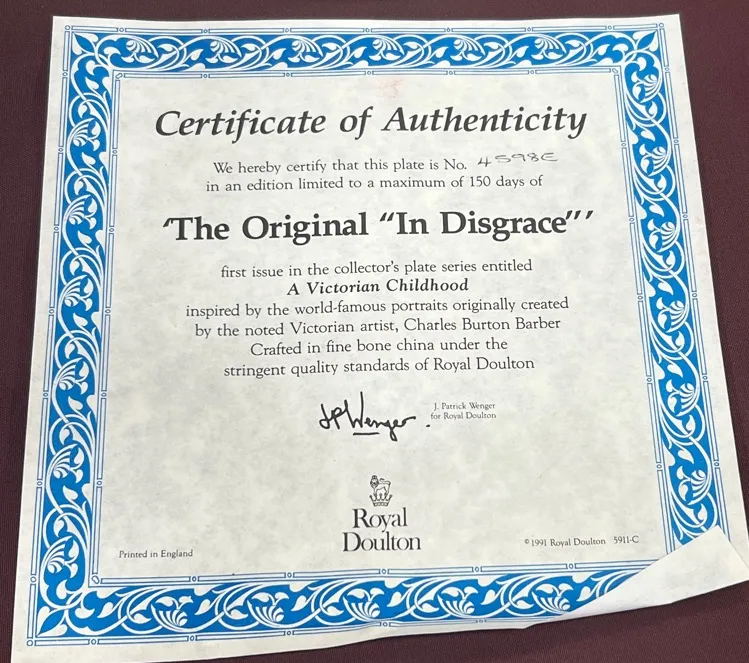 Certificate of Authenticity
We hereby certify that this plate is No. 4598E
in an edition limited to a maximum of 150 days of
‘The Original “In Disgrace”’
first issue in the collector's plate series entitled
A Victorian Childhood
inspired by the world-famous portraits originally created
by the noted Victorian artist, Charles Burton Barber
Crafted in fine bone china under the
stringent quality standards of Royal Doulton
JPWenger.
J. Patrick Wenger
for Royal Doulton
Royal
Doulton
Printed in England
© 1991 Royal Doulton 5911-C